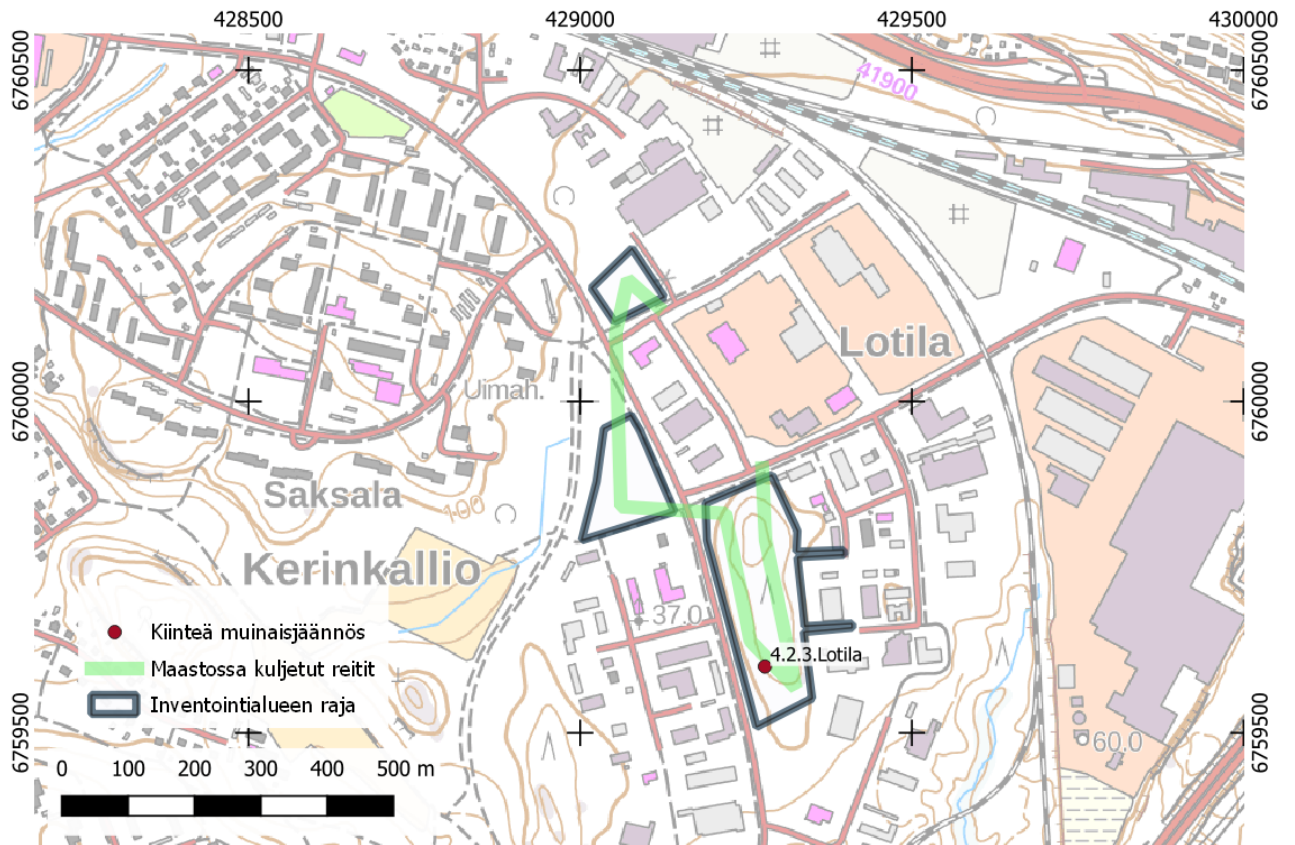 428500 429000 429500 430000
6760500 6760500
41900
Lotila
6760000 6760000
Uimah.
Saksala
100
Kerinkallio
37.0
Kiinteä muinaisjäännös
4.2.3.Lotila
Maastossa kuljetut reitit
Inventointialueen raja
6759500 6759500
60.0
0 100 200 300 400 500 m